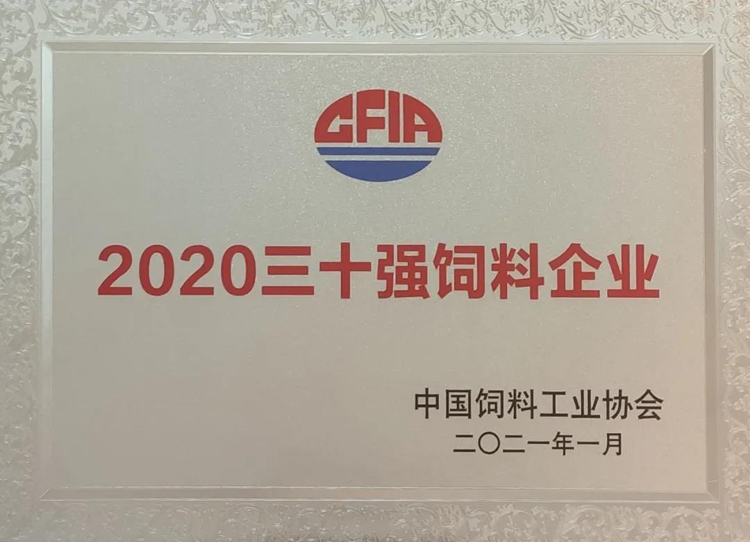 CFIA
2020三十强饲料企业
中国饲料工业协会
二〇二一年一月